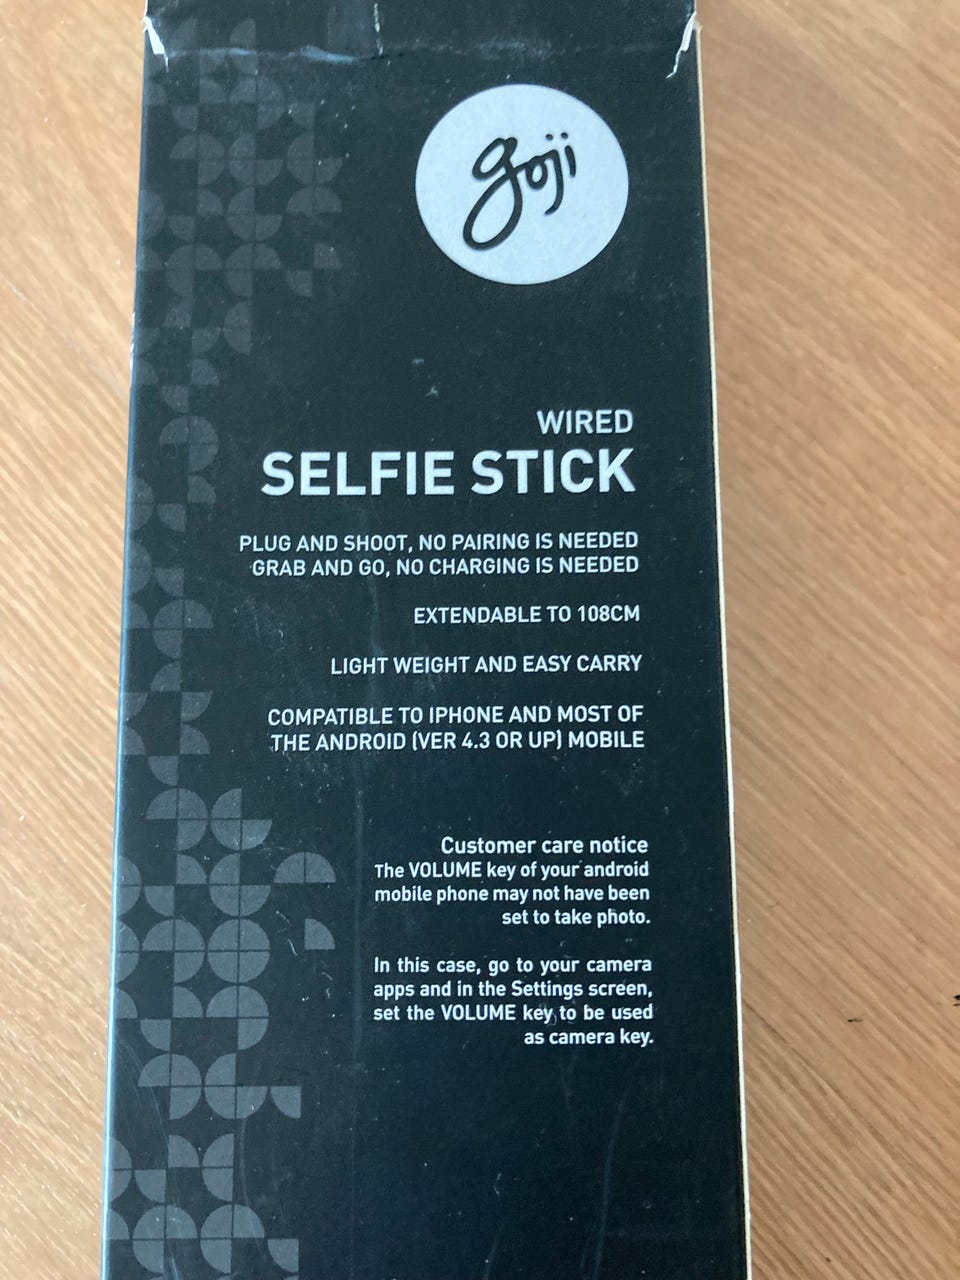 goji
WIRED
SELFIE STICK
PLUG AND SHOOT, NO PAIRING IS NEEDED
GRAB AND GO, NO CHARGING IS NEEDED
EXTENDABLE TO 108CM
LIGHT WEIGHT AND EASY CARRY
COMPATIBLE TO IPHONE AND MOST OF
THE ANDROID (VER 4.3 OR UP) MOBILE
Customer care notice
The VOLUME key of your android
mobile phone may not have been
set to take photo.
In this case, go to your camera
apps and in the Settings screen,
set the VOLUME key to be used
as camera key.